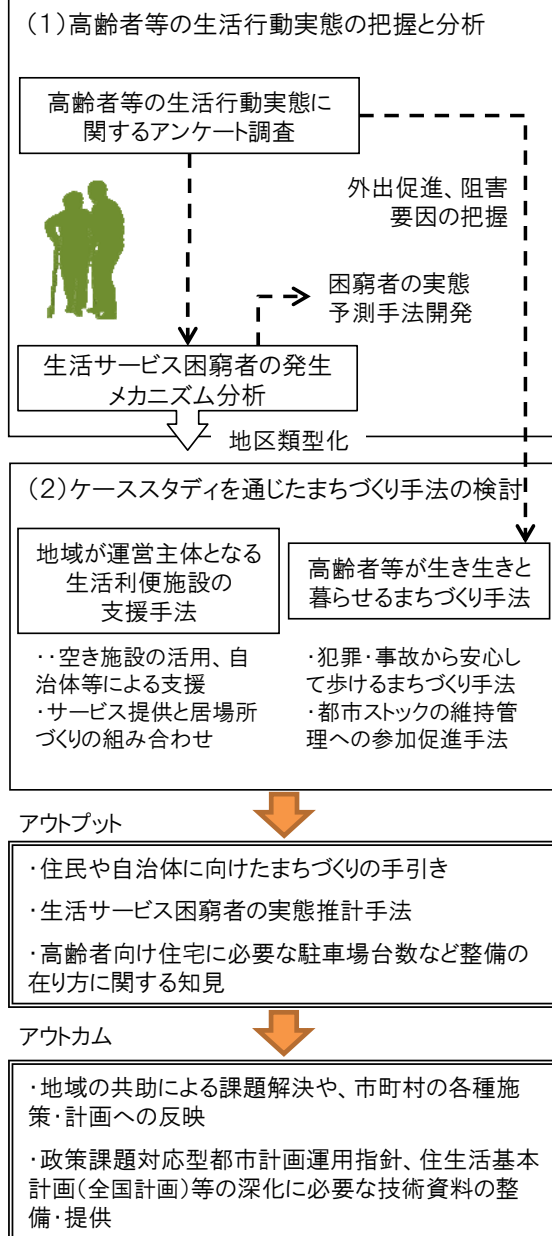 （１）高齢者等の生活行動実態の把握と分析
高齢者等の生活行動実態に
関するアンケート調査
外出促進、阻害
要因の把握
困窮者の実態
予測手法開発
生活サービス困窮者の発生
メカニズム分析
地区類型化
（２）ケーススタディを通じたまちづくり手法の検討
地域が運営主体となる
生活利便施設の
支援手法
高齢者等が生き生きと
暮らせるまちづくり手法
・・空き施設の活用、自
治体等による支援
・サービス提供と居場所
づくりの組み合わせ
・犯罪・事故から安心し
て歩けるまちづくり手法
・都市ストックの維持管
理への参加促進手法
アウトプット
・住民や自治体に向けたまちづくりの手引き
・生活サービス困窮者の実態推計手法
・高齢者向け住宅に必要な駐車場台数など整備の
在り方に関する知見
アウトカム
・地域の共助による課題解決や、市町村の各種施
策・計画への反映
・政策課題対応型都市計画運用指針、住生活基本
計画（全国計画）等の深化に必要な技術資料の整
備・提供